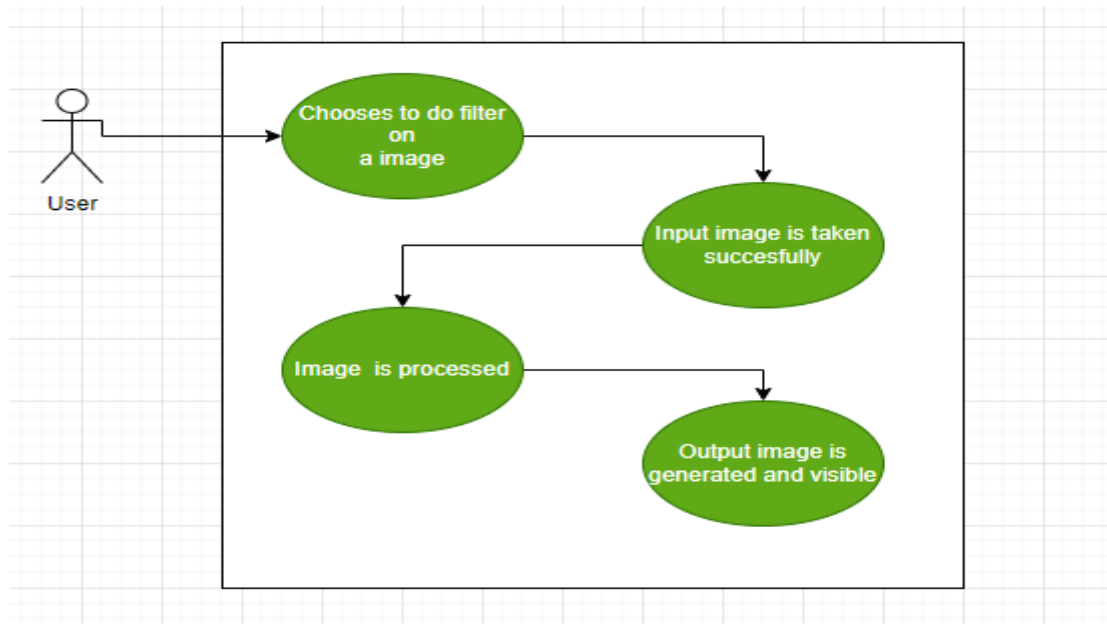 Chooses to do filter
on
a image
User
Input image is taken
succesfully
Image  is processed
Output image is
generated and visible